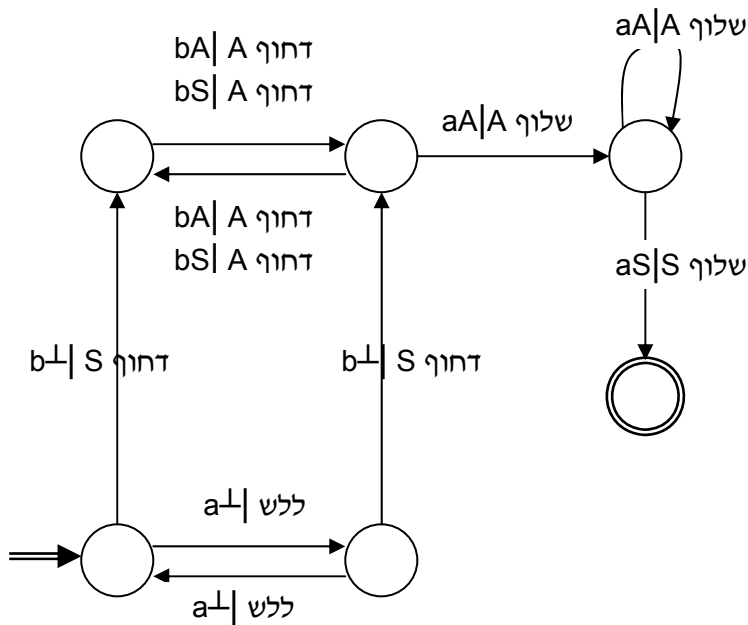 bA| A דחוף
bS| A דחוף
aA|A שלוף
aA|A שלוף
bA| A דחוף
bS| A דחוף
aS|S שלוף
b┴| S דחוף
b┴| S דחוף
a┴| ללש
a┴| ללש